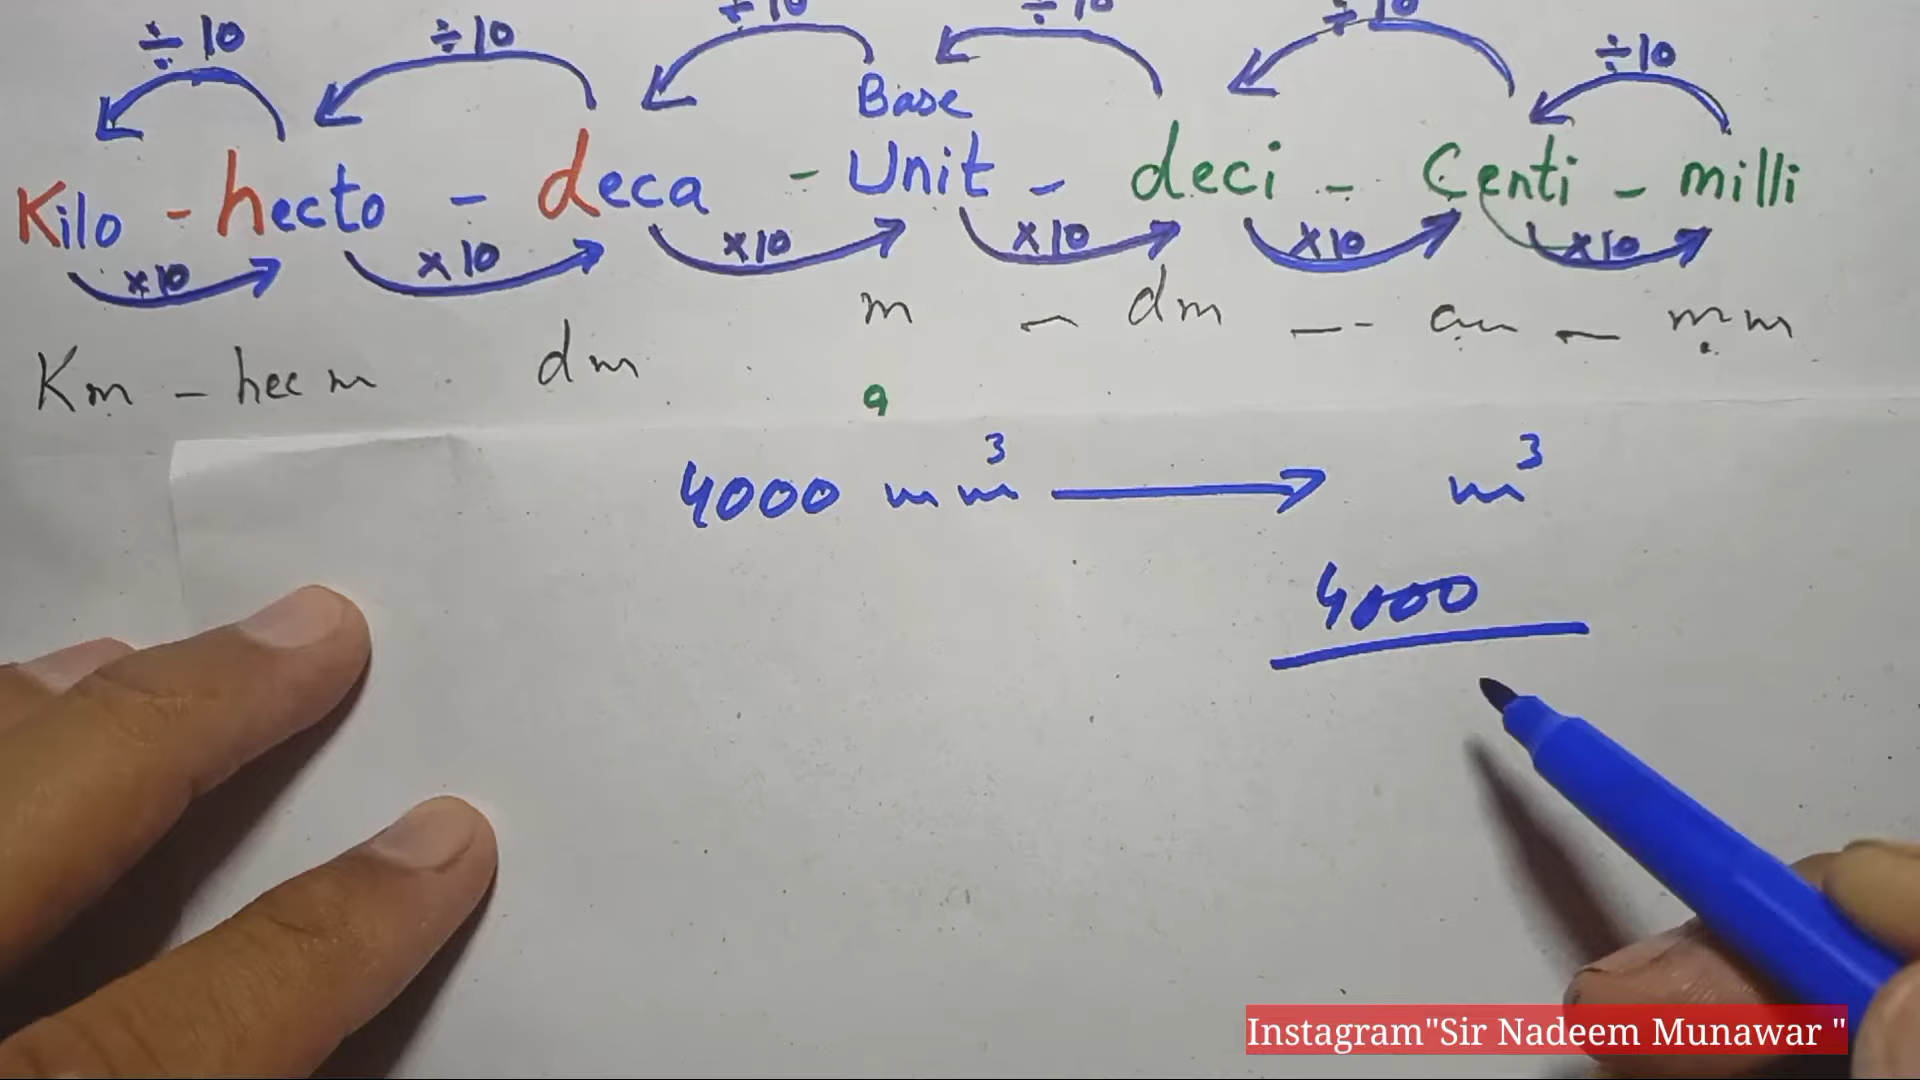 ÷10 ÷10 ÷10 ÷10 ÷10 ÷10
Base
Kilo - hecto - deca - Unit - deci - Centi - milli
×10 ×10 ×10 ×10 ×10 ×10
m - dm -- cm - mm
Km - hec m dm
9
4000 mm³ → m³
4000
Instagram"Sir Nadeem Munawar "